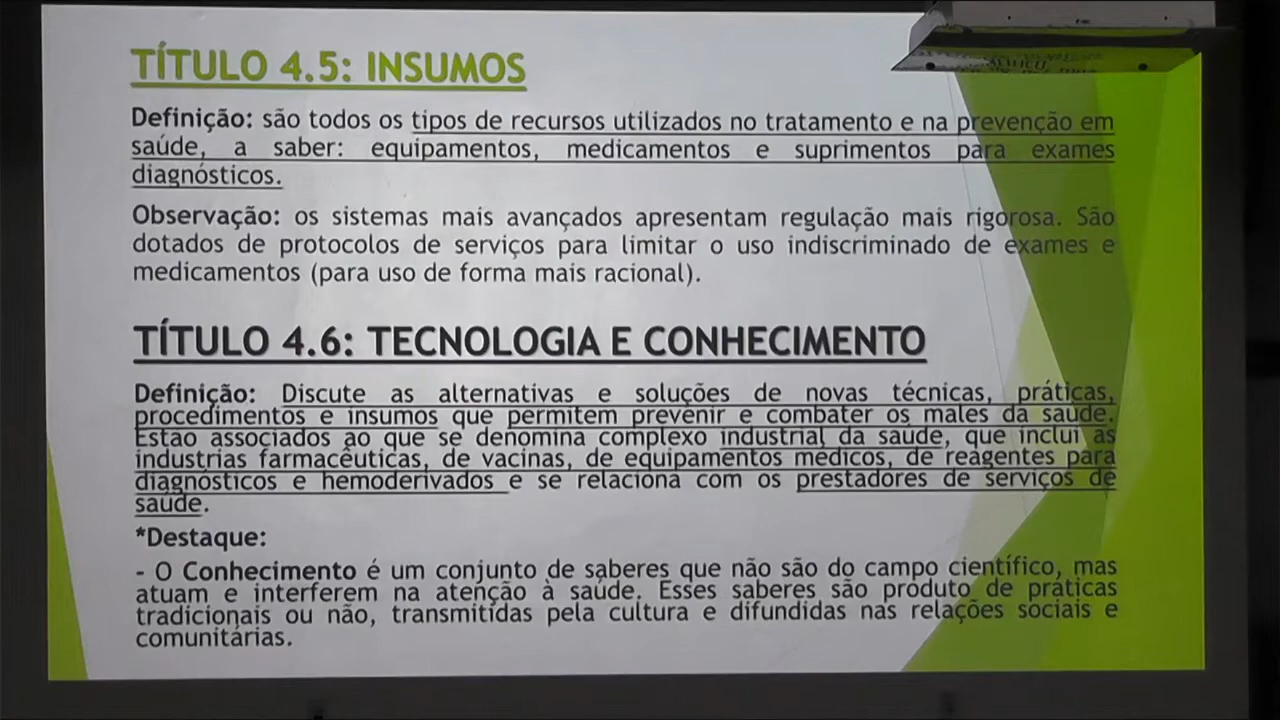 TÍTULO 4.5: INSUMOS
Definição: são todos os tipos de recursos utilizados no tratamento e na prevenção em
saúde, a saber: equipamentos, medicamentos e suprimentos para exames
diagnósticos.
Observação: os sistemas mais avançados apresentam regulação mais rigorosa. São
dotados de protocolos de serviços para limitar o uso indiscriminado de exames e
medicamentos (para uso de forma mais racional).
TÍTULO 4.6: TECNOLOGIA E CONHECIMENTO
Definição: Discute as alternativas e soluções de novas técnicas, práticas,
procedimentos e insumos que permitem prevenir e combater os males da saúde.
Estão associados ao que se denomina complexo industrial da saúde, que inclui as
indústrias farmacêuticas, de vacinas, de equipamentos médicos, de reagentes para
diagnósticos e hemoderivados e se relaciona com os prestadores de serviços de
saúde.
*Destaque:
- O Conhecimento é um conjunto de saberes que não são do campo científico, mas
atuam e interferem na atenção à saúde. Esses saberes são produto de práticas
tradicionais ou não, transmitidas pela cultura e difundidas nas relações sociais e
comunitárias.